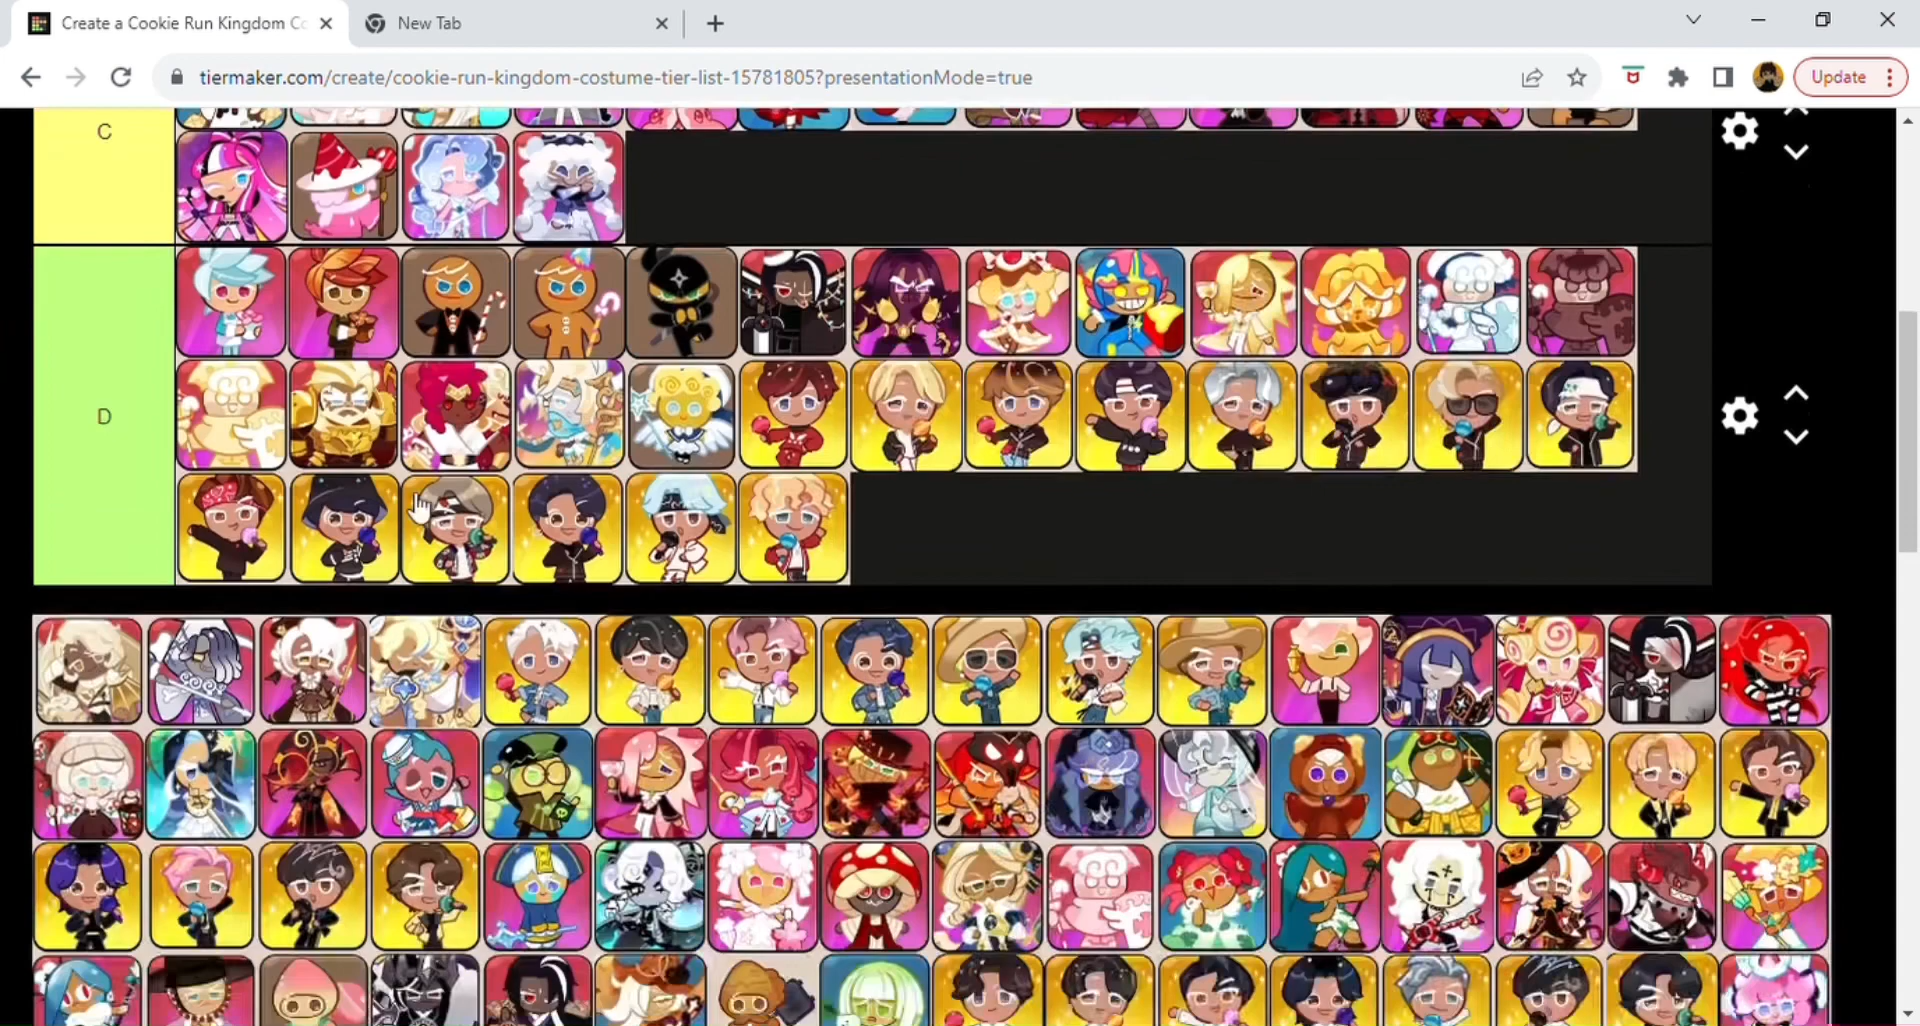 Create a Cookie Run Kingdom Co
New Tab
tiermaker.com/create/cookie-run-kingdom-costume-tier-list-15781805?presentationMode=true
Update
C
D